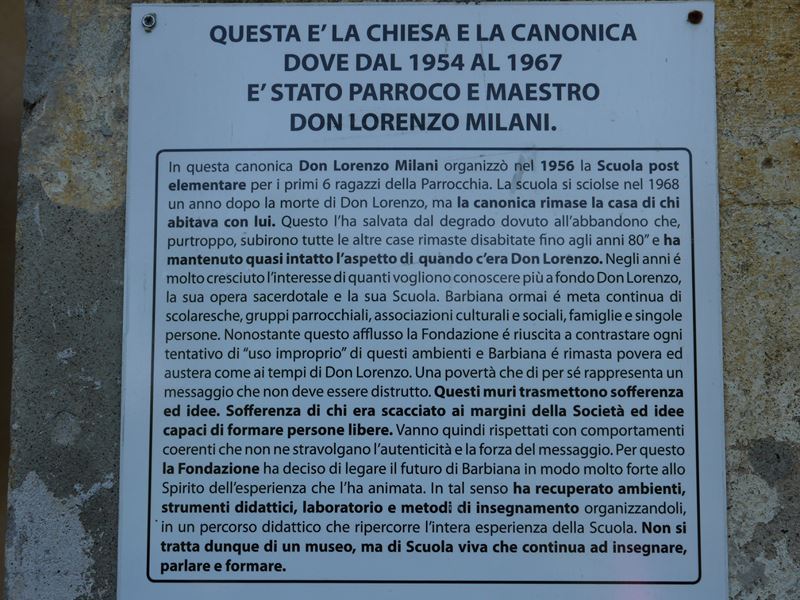 QUESTA E' LA CHIESA E LA CANONICA
DOVE DAL 1954 AL 1967
E' STATO PARROCO E MAESTRO
DON LORENZO MILANI.
In questa canonica Don Lorenzo Milani organizzò nel 1956 la Scuola post
elementare per i primi 6 ragazzi della Parrocchia. La scuola si sciolse nel 1968
un anno dopo la morte di Don Lorenzo, ma la canonica rimase la casa di chi
abitava con lui. Questo l'ha salvata dal degrado dovuto all'abbandono che,
purtroppo, subirono tutte le altre case rimaste disabitate fino agli anni 80" e ha
mantenuto quasi intatto l'aspetto di quando c'era Don Lorenzo. Negli anni é
molto cresciuto l'interesse di quanti vogliono conoscere più a fondo Don Lorenzo,
la sua opera sacerdotale e la sua Scuola. Barbiana ormai é meta continua di
scolaresche, gruppi parrocchiali, associazioni culturali e sociali, famiglie e singole
persone. Nonostante questo afflusso la Fondazione é riuscita a contrastare ogni
tentativo di "uso improprio" di questi ambienti e Barbiana é rimasta povera ed
austera come ai tempi di Don Lorenzo. Una povertà che di per sé rappresenta un
messaggio che non deve essere distrutto. Questi muri trasmettono sofferenza
ed idee. Sofferenza di chi era scacciato ai margini della Società ed idee
capaci di formare persone libere. Vanno quindi rispettati con comportamenti
coerenti che non ne stravolgano l'autenticità e la forza del messaggio. Per questo
la Fondazione ha deciso di legare il futuro di Barbiana in modo molto forte allo
Spirito dell'esperienza che l'ha animata. In tal senso ha recuperato ambienti,
strumenti didattici, laboratorio e metodi di insegnamento organizzandoli,
in un percorso didattico che ripercorre l'intera esperienza della Scuola. Non si
tratta dunque di un museo, ma di Scuola viva che continua ad insegnare,
parlare e formare.